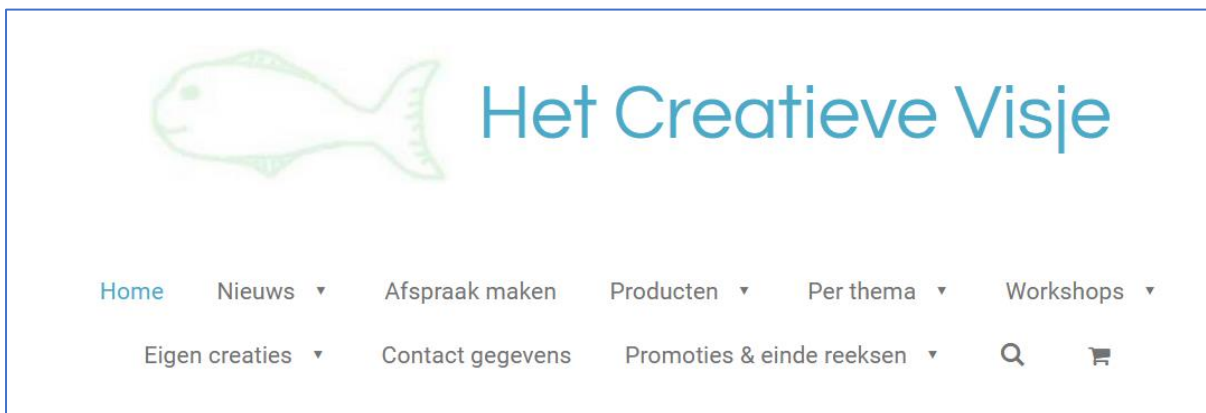 Het Creatieve Visje
Home Nieuws Afspraak maken Producten Per thema Workshops
Eigen creaties Contact gegevens Promoties & einde reeksen